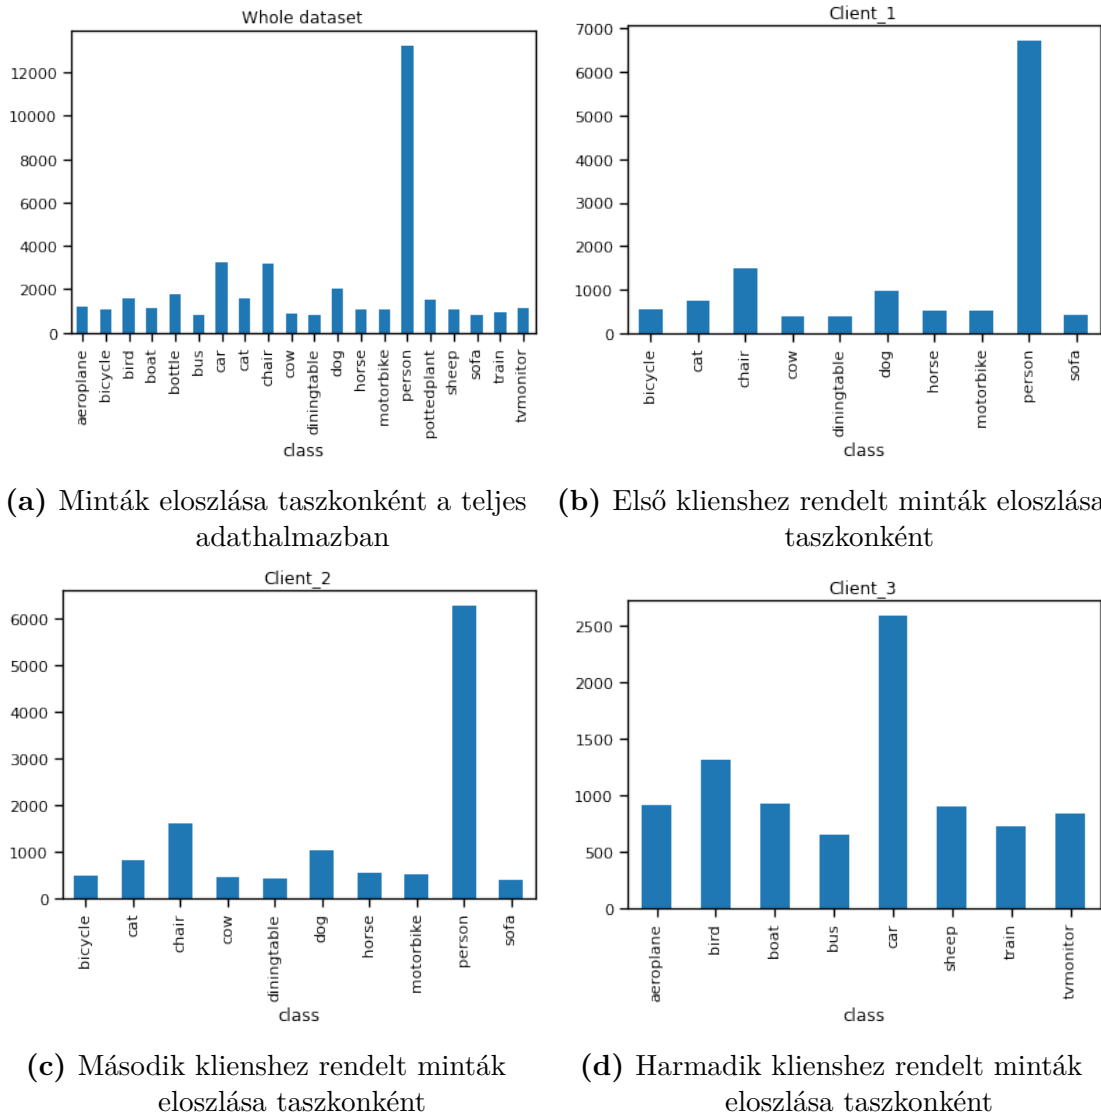 Whole dataset
12000
10000
8000
6000
4000
2000
0
aeroplane
bicycle
bird
boat
bottle
bus
car
cat
chair
cow
diningtable
dog
horse
motorbike
person
pottedplant
sheep
sofa
train
tvmonitor
class
(a) Minták eloszlása taszkonként a teljes
adathalmazban
Client_1
7000
6000
5000
4000
3000
2000
1000
0
bicycle
cat
chair
cow
diningtable
dog
horse
motorbike
person
sofa
class
(b) Első klienshez rendelt minták eloszlása
taszkonként
Client_2
6000
5000
4000
3000
2000
1000
0
bicycle
cat
chair
cow
diningtable
dog
horse
motorbike
person
sofa
class
(c) Második klienshez rendelt minták
eloszlása taszkonként
Client_3
2500
2000
1500
1000
500
0
aeroplane
bird
boat
bus
car
sheep
train
tvmonitor
class
(d) Harmadik klienshez rendelt minták
eloszlása taszkonként